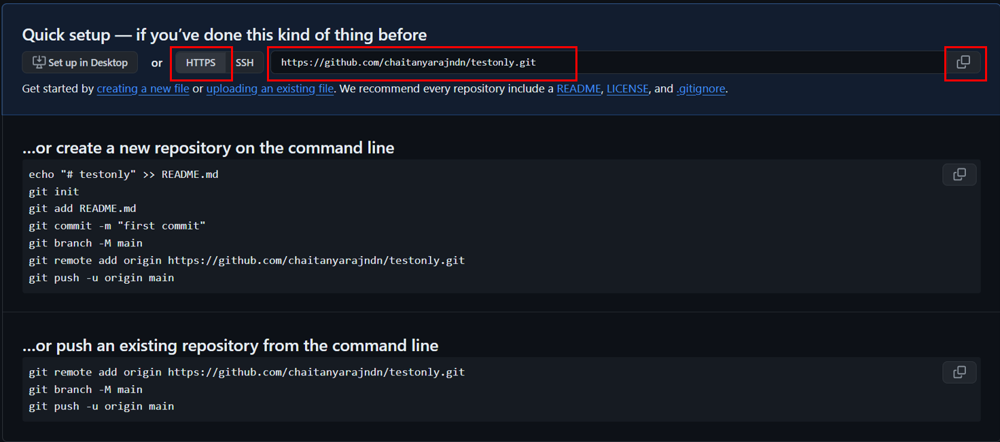 Quick setup — if you’ve done this kind of thing before
Set up in Desktop or HTTPS SSH https://github.com/chaitanyarajndn/testonly.git
Get started by creating a new file or uploading an existing file. We recommend every repository include a README, LICENSE, and .gitignore.
…or create a new repository on the command line
echo "# testonly" >> README.md
git init
git add README.md
git commit -m "first commit"
git branch -M main
git remote add origin https://github.com/chaitanyarajndn/testonly.git
git push -u origin main
…or push an existing repository from the command line
git remote add origin https://github.com/chaitanyarajndn/testonly.git
git branch -M main
git push -u origin main